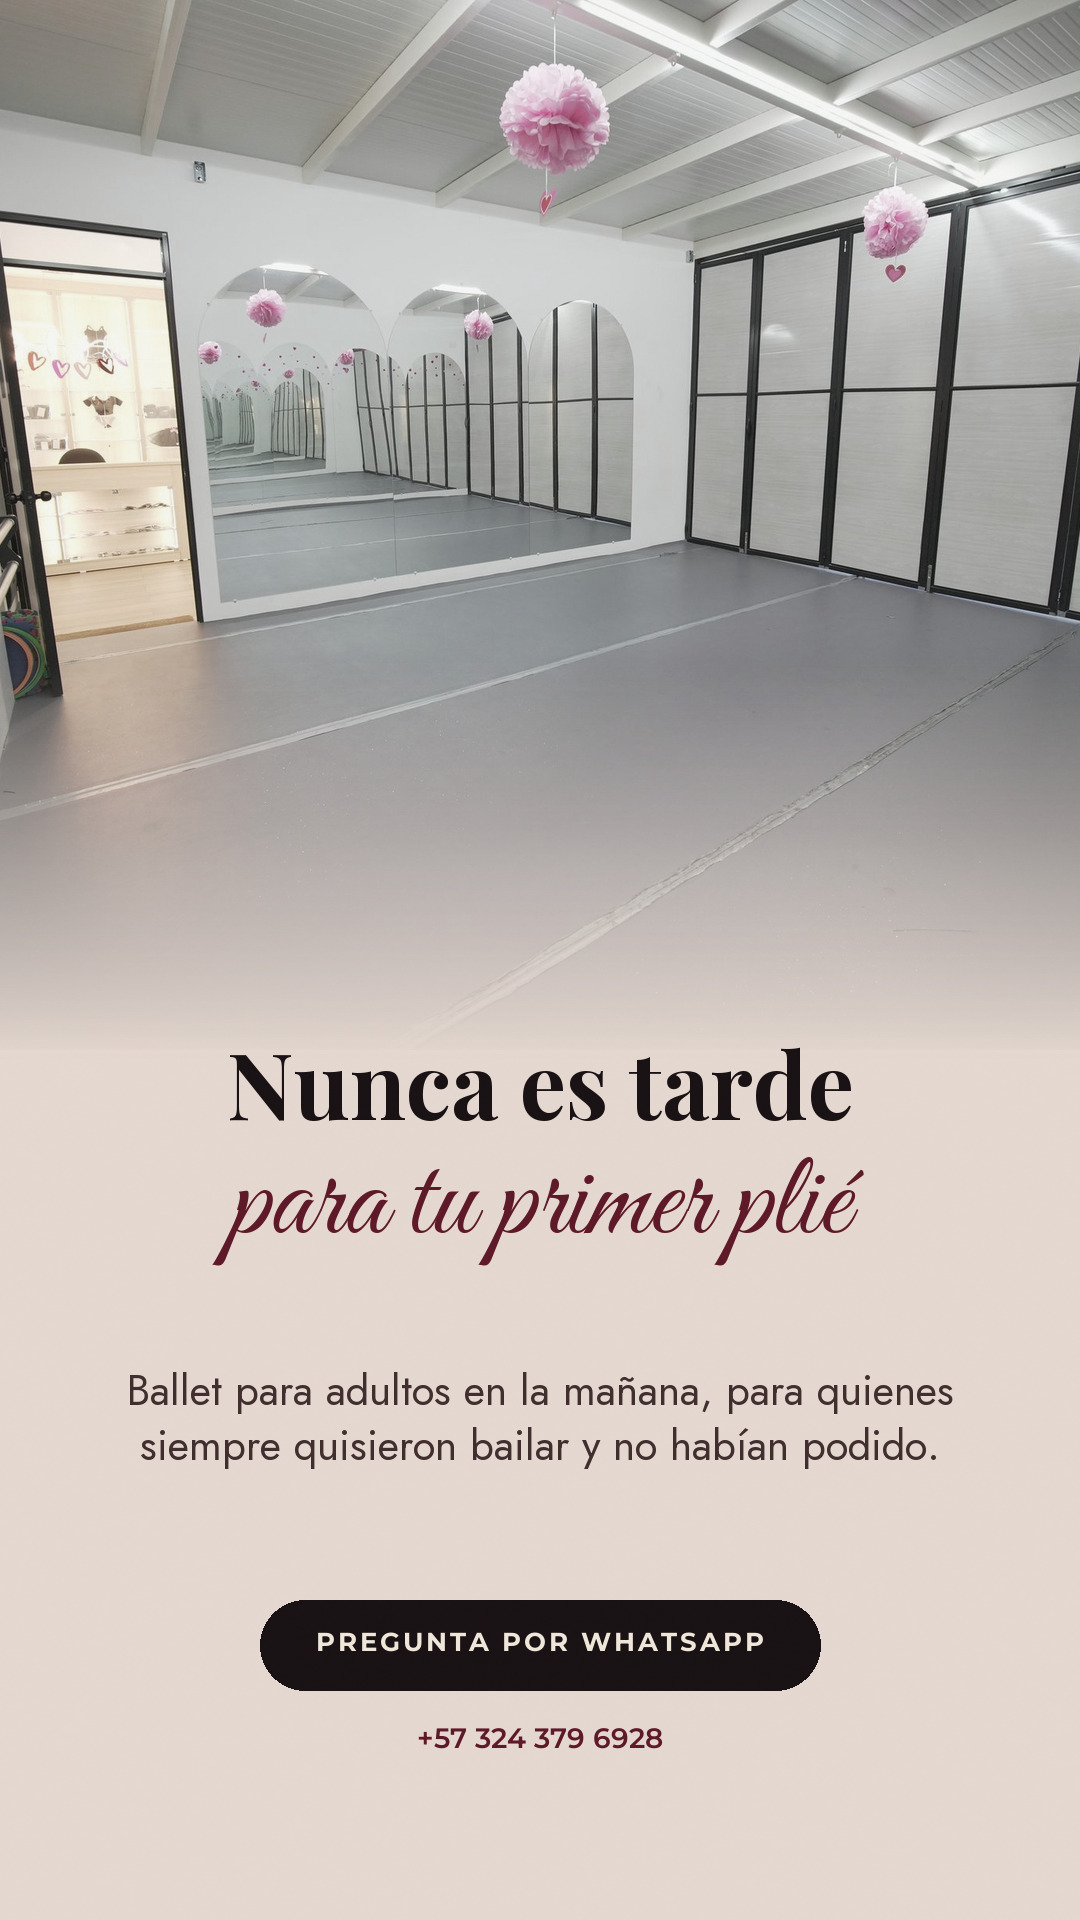 Nunca es tarde
para tu primer plié
Ballet para adultos en la mañana, para quienes
siempre quisieron bailar y no habían podido.
PREGUNTA POR WHATSAPP
+57 324 379 6928